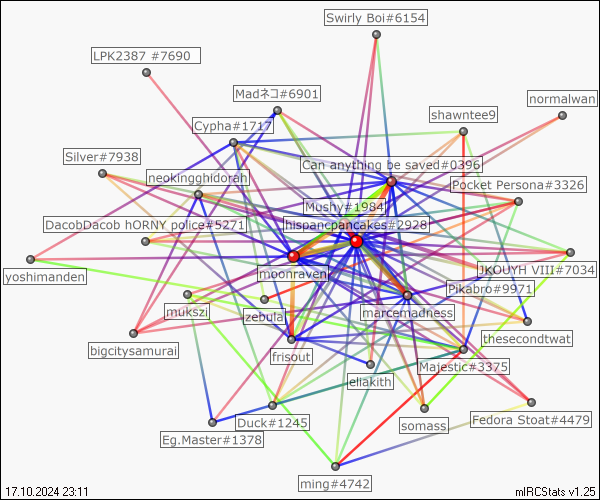 Swirly Boi#6154
LPK2387 #7690
Madネコ#6901
normalwan
shawntee9
Cypha#1717
Silver#7938
Can anything be saved#0396
neokingghidorah
Pocket Persona#3326
Mushy#1984
DacobDacob hORNY police#5271
hispancpancakes#2928
JKOUYH VIII#7034
yoshimanden
moonraven
Pikabro#9971
mukszi
zebula
marcemadness
thesecondtwat
bigcitysamurai
frisout
Majestic#3375
eliakith
Duck#1245
somass
Fedora Stoat#4479
Eg.Master#1378
ming#4742
17.10.2024 23:11
mIRCStats v1.25